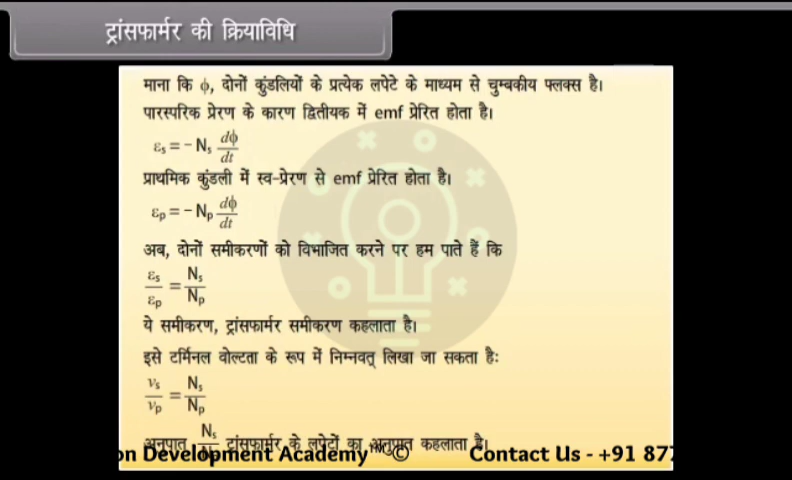 ट्रांसफार्मर की क्रियाविधि
माना कि ϕ, दोनों कुंडलियों के प्रत्येक लपेटे के माध्यम से चुम्बकीय फ्लक्स है।
पारस्परिक प्रेरण के कारण द्वितीयक में emf प्रेरित होता है।
εs = − Ns dϕ/dt
प्राथमिक कुंडली में स्व-प्रेरण से emf प्रेरित होता है।
εp = − Np dϕ/dt
अब, दोनों समीकरणों को विभाजित करने पर हम पाते हैं कि
εs/εp = Ns/Np
ये समीकरण, ट्रांसफार्मर समीकरण कहलाता है।
इसे टर्मिनल वोल्टता के रूप में निम्नवत् लिखा जा सकता हैः
vs/vp = Ns/Np
अनुपात Ns ट्रांसफार्मर के लपेटों का अनुपात कहलाता है।
on Development Academy™ © Contact Us - +91 877